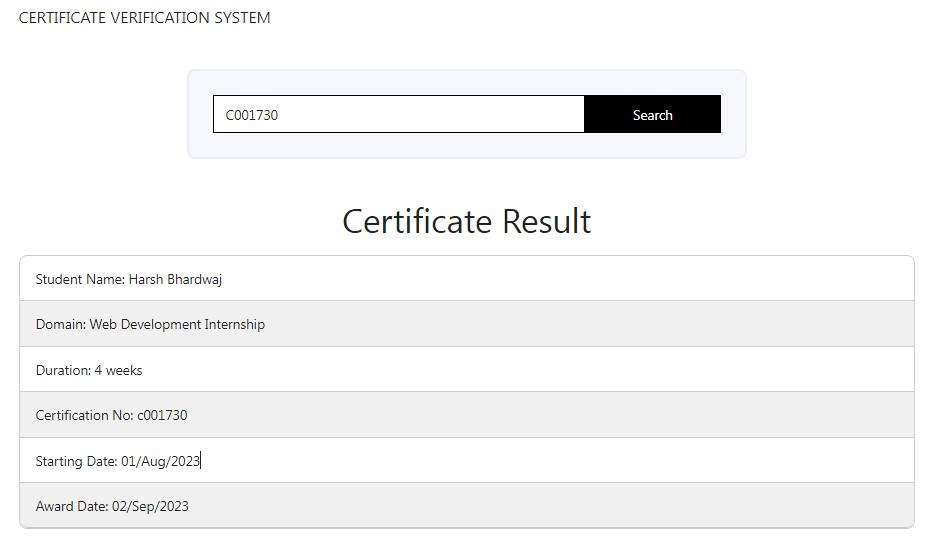 CERTIFICATE VERIFICATION SYSTEM
C001730
Search
Certificate Result
Student Name: Harsh Bhardwaj
Domain: Web Development Internship
Duration: 4 weeks
Certification No: c001730
Starting Date: 01/Aug/2023
Award Date: 02/Sep/2023